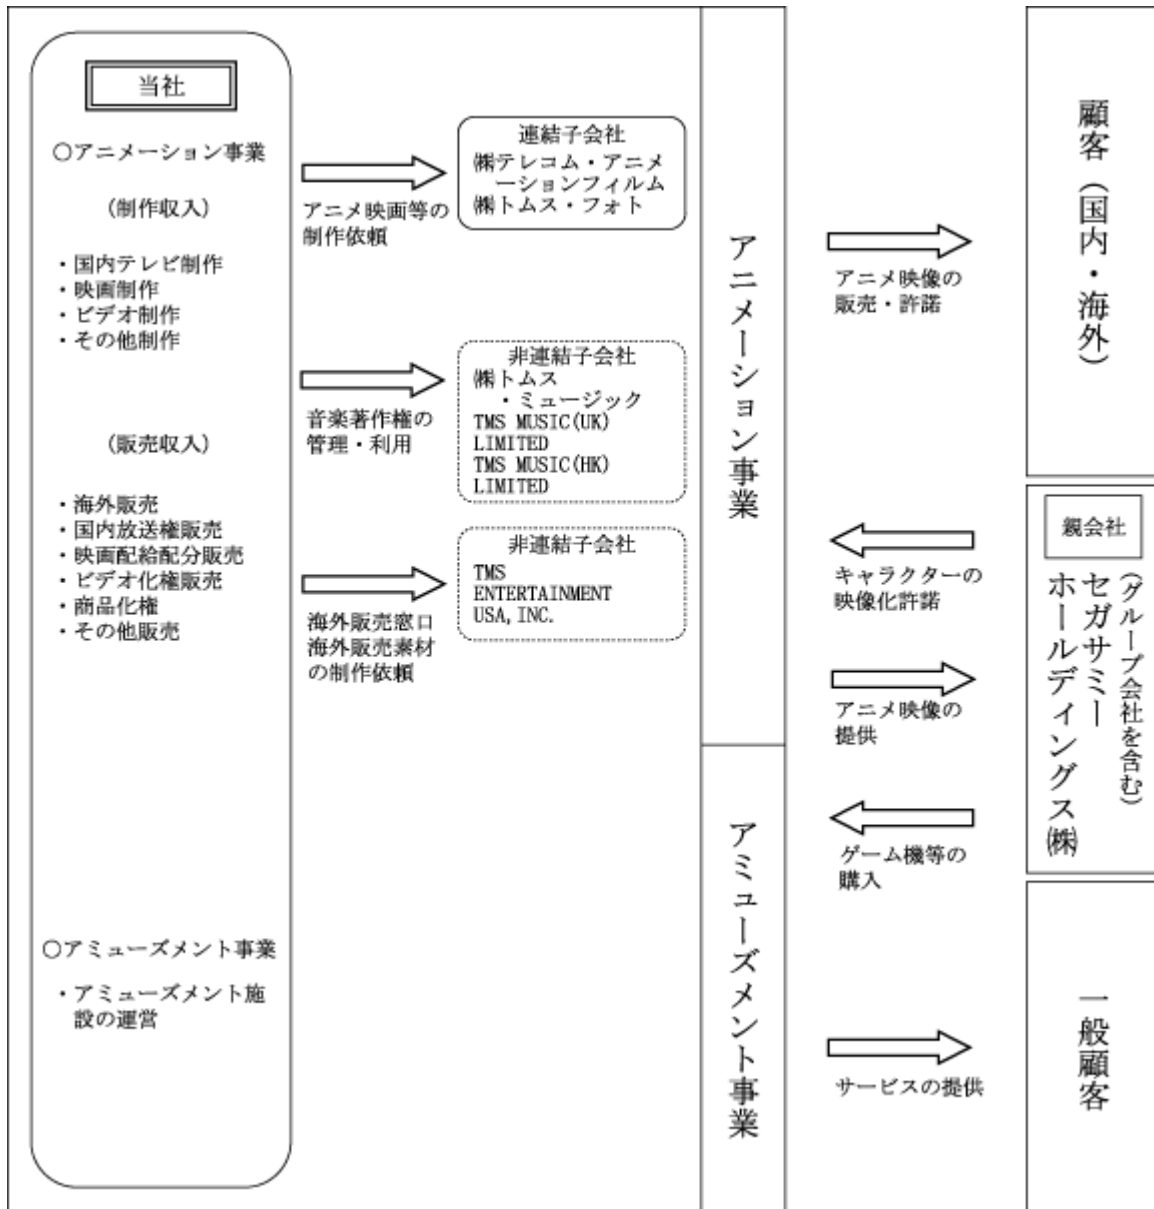 当社
○アニメーション事業
(制作収入)
・国内テレビ制作
・映画制作
・ビデオ制作
・その他制作
(販売収入)
・海外販売
・国内放送権販売
・映画配給配分販売
・ビデオ化権販売
・商品化権
・その他販売
○アミューズメント事業
・アミューズメント施
設の運営
アニメ映画等の
制作依頼
音楽著作権の
管理・利用
海外販売窓口
海外販売素材
の制作依頼
連結子会社
㈱テレコム・アニメ
ーションフィルム
㈱トムス・フォト
非連結子会社
㈱トムス
・ミュージック
TMS MUSIC(UK)
LIMITED
TMS MUSIC(HK)
LIMITED
非連結子会社
TMS
ENTERTAINMENT
USA,INC.
アニメーション事業
アミューズメント事業
アニメ映像の
販売・許諾
キャラクターの
映像化許諾
アニメ映像の
提供
ゲーム機等の
購入
サービスの提供
顧客(国内・海外)
親会社
(グループ会社を含む)
セガサミー
ホールディングス㈱
一般顧客